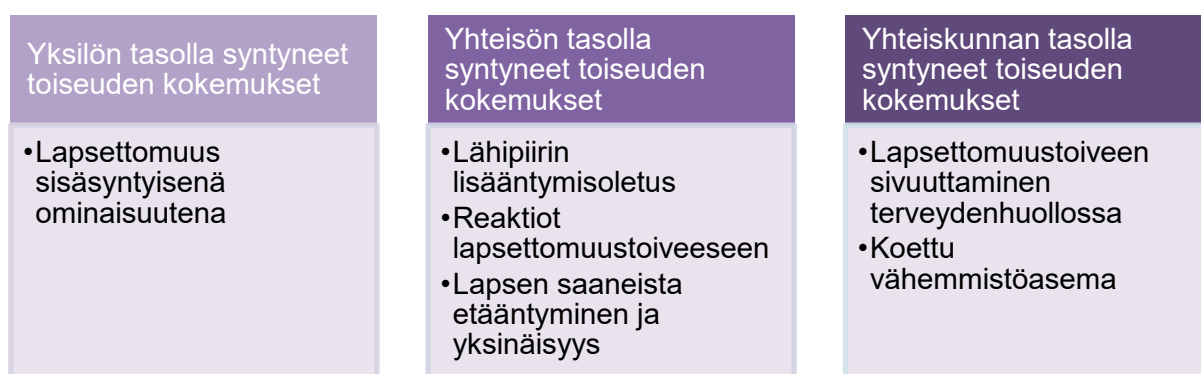 Yksilön tasolla syntyneet
toiseuden kokemukset
•Lapsettomuus
sisäsyntyisenä
ominaisuutena
Yhteisön tasolla
syntyneet toiseuden
kokemukset
•Lähipiirin
lisääntymisoletus
•Reaktiot
lapsettomuustoiveeseen
•Lapsen saaneista
etääntyminen ja
yksinäisyys
Yhteiskunnan tasolla
syntyneet toiseuden
kokemukset
•Lapsettomuustoiveen
sivuuttaminen
terveydenhuollossa
•Koettu
vähemmistöasema